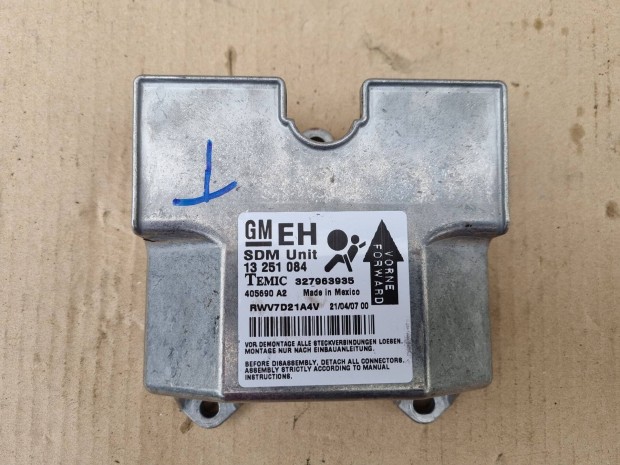 T
GM EH
SDM Unit
13 251 084
TEMIC 327963935
405690 A2 Made in Mexico
RWV7D21A4V 21/04/07 00
VORNE
FORWARD
VOR DEMONTAGE ALLE STECKVERBINDUNGEN LOESEN.
MONTAGE NUR NACH EINBAUANLEITUNG.
BEFORE DISASSEMBLY, DETACH ALL CONNECTORS.
ASSEMBLY STRICTLY ACCORDING TO MANUAL
INSTRUCTIONS.